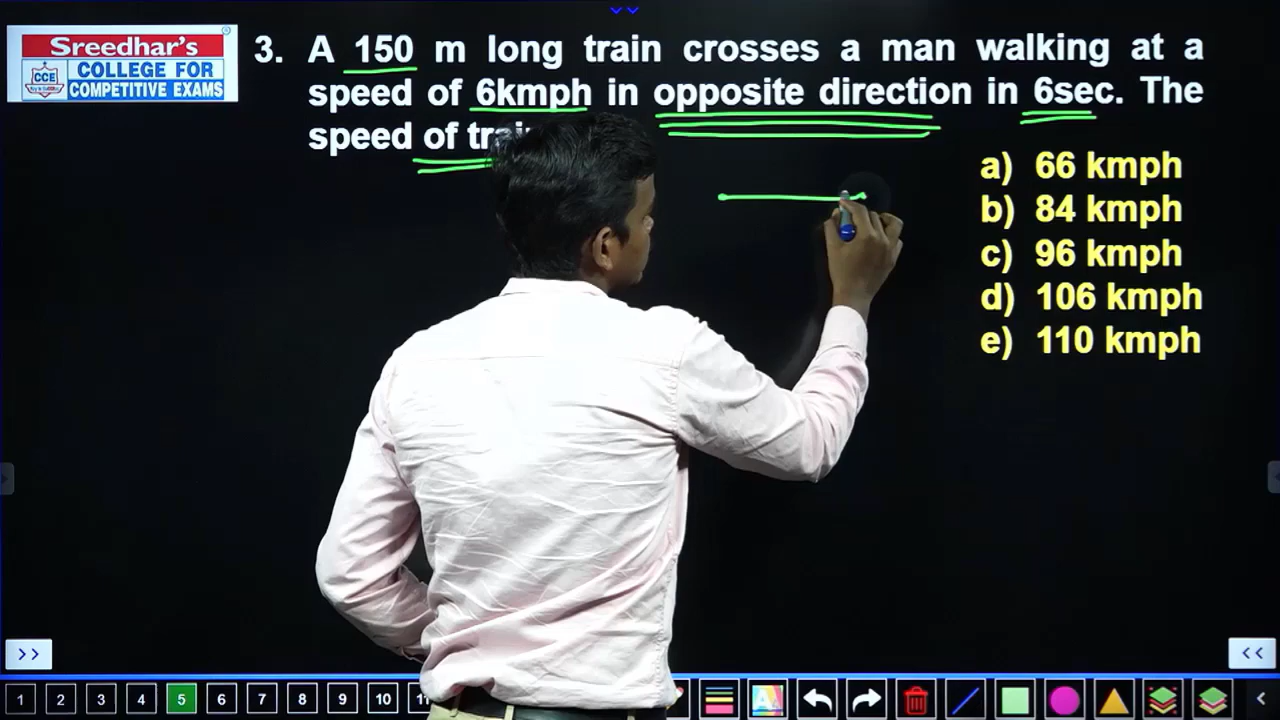 Sreedhar's
CCE
COLLEGE FOR
COMPETITIVE EXAMS
3. A 150 m long train crosses a man walking at a
speed of 6kmph in opposite direction in 6sec. The
speed of trai
a) 66 kmph
b) 84 kmph
c) 96 kmph
d) 106 kmph
e) 110 kmph
>>
<<
1 2 3 4 5 6 7 8 9 10 11